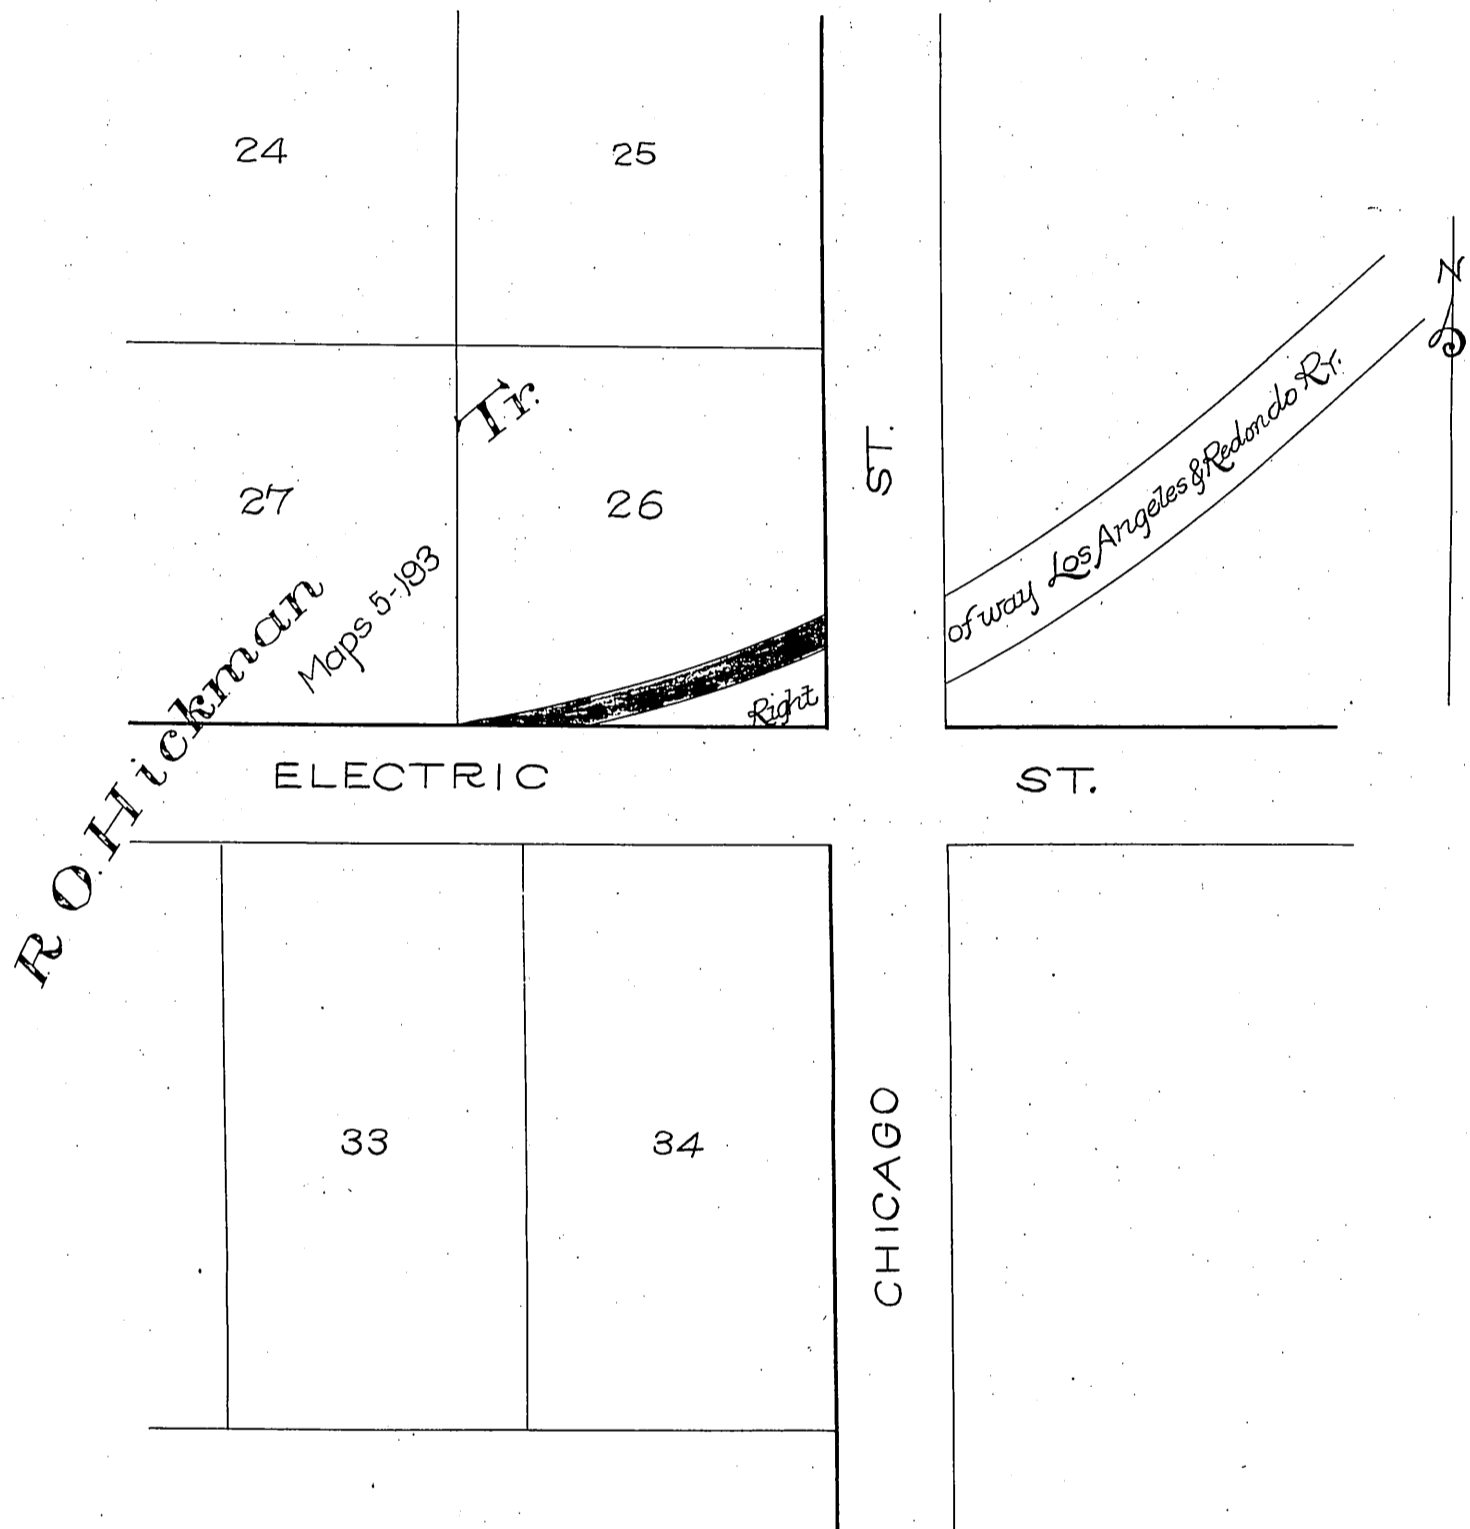 24
25
N
27
26
R O. Hickman Tr.
Maps 5-193
Right of way Los Angeles & Redondo Ry.
ELECTRIC ST.
33
34
CHICAGO ST.